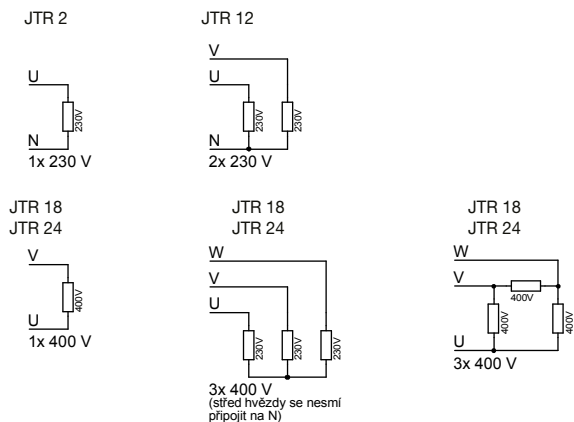 JTR 2
U
230V
N
1x 230 V
JTR 12
V
U
230V
230V
N
2x 230 V
JTR 18
JTR 24
V
400V
U
1x 400 V
JTR 18
JTR 24
W
V
U
230V
230V
230V
3x 400 V
(střed hvězdy se nesmí
připojit na N)
JTR 18
JTR 24
W
V
400V
400V
400V
U
3x 400 V